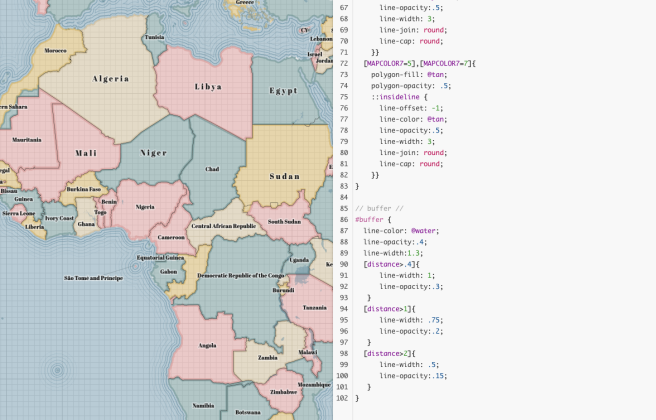 Greece
Morocco
Tunisia
Lebanon
Israel
Jordan
Algeria
Libya
Egypt
Mauritania
Mali
Niger
Chad
Sudan
Burkina Faso
Guinea
Sierra Leone
Ivory Coast
Liberia
Ghana
Togo
Benin
Nigeria
Cameroon
Central African Republic
South Sudan
Equatorial Guinea
São Tomé and Príncipe
Gabon
Democratic Republic of the Congo
Uganda
Burundi
Tanzania
Angola
Zambia
Malawi
Mozambique
Zimbabwe
Namibia
Botswana
67 line-opacity:.5;
68 line-width: 3;
69 line-join: round;
70 line-cap: round;
71 }}
72 [MAPCOLOR7=5],[MAPCOLOR7=7]{
73 polygon-fill: @tan;
74 polygon-opacity: .5;
75 ::insideline {
76 line-offset: -1;
77 line-color: @tan;
78 line-opacity:.5;
79 line-width: 3;
80 line-join: round;
81 line-cap: round;
82 }}
83 }
84
85 // buffer //
86 #buffer {
87 line-color: @water;
88 line-opacity:.4;
89 line-width:1.3;
90 [distance>.4]{
91 line-width: 1;
92 line-opacity:.3;
93 }
94 [distance>1]{
95 line-width: .75;
96 line-opacity:.2;
97 }
98 [distance>2]{
99 line-width: .5;
100 line-opacity:.15;
101 }
102 }